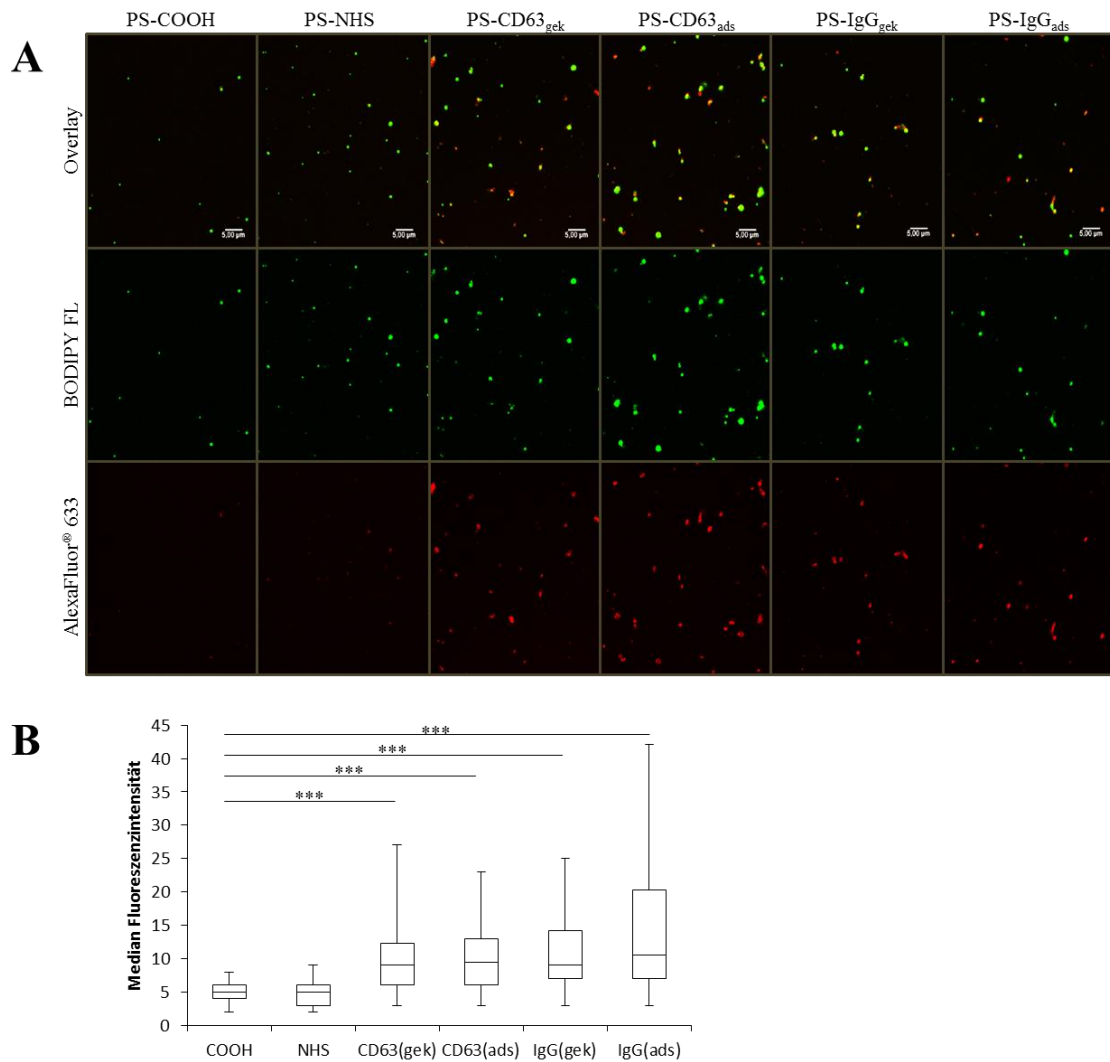 PS-COOH PS-NHS PS-CD63gek PS-CD63ads PS-IgGgek PS-IgGads
A
Overlay
5,00 µm 5,00 µm 5,00 µm 5,00 µm 5,00 µm 5,00 µm
BODIPY FL
AlexaFluor® 633
B
Median Fluoreszenzintensität
45
40
35
30
25
20
15
10
5
0
***
***
***
***
COOH NHS CD63(gek) CD63(ads) IgG(gek) IgG(ads)